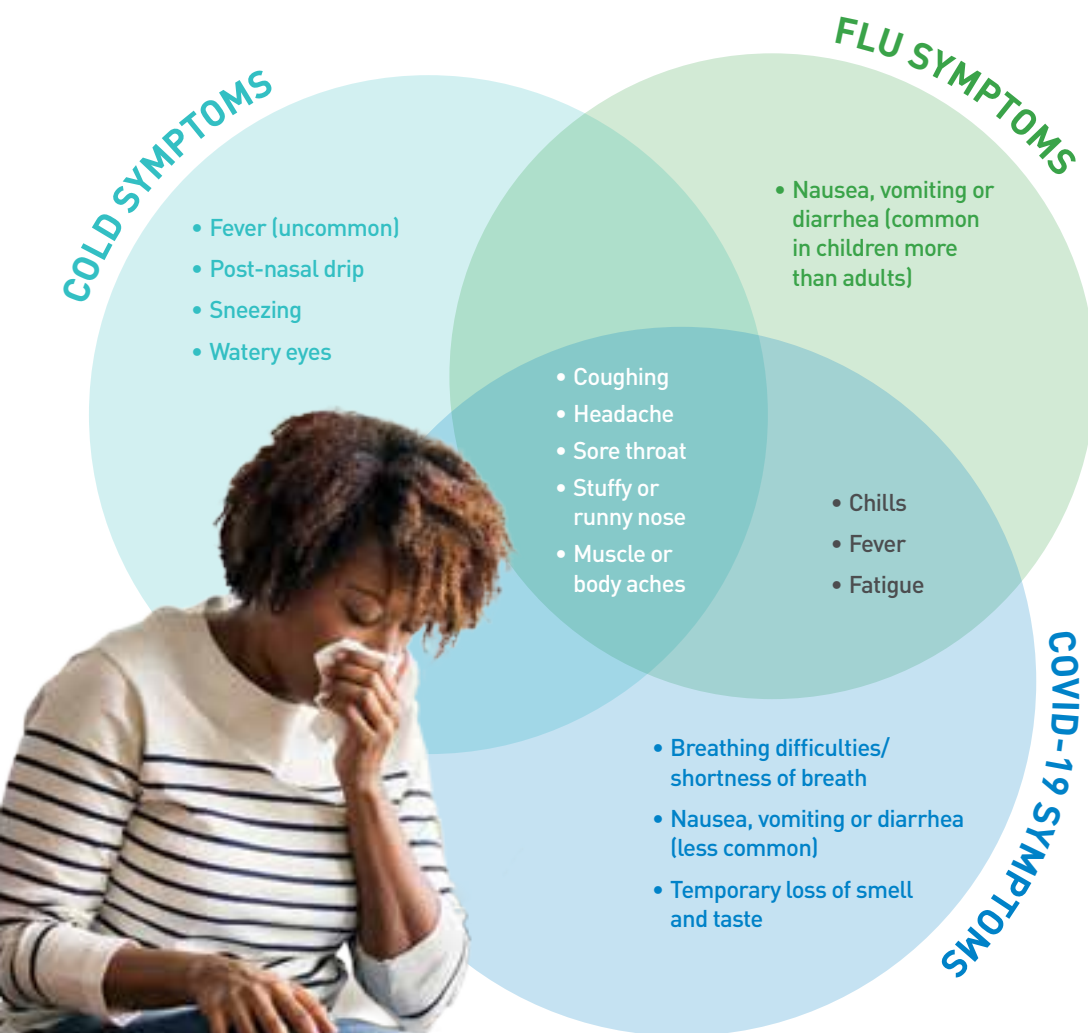 COLD SYMPTOMS
• Fever (uncommon)
• Post-nasal drip
• Sneezing
• Watery eyes
FLU SYMPTOMS
• Nausea, vomiting or
diarrhea (common
in children more
than adults)
• Coughing
• Headache
• Sore throat
• Stuffy or
runny nose
• Muscle or
body aches
• Chills
• Fever
• Fatigue
COVID-19 SYMPTOMS
• Breathing difficulties/
shortness of breath
• Nausea, vomiting or diarrhea
(less common)
• Temporary loss of smell
and taste